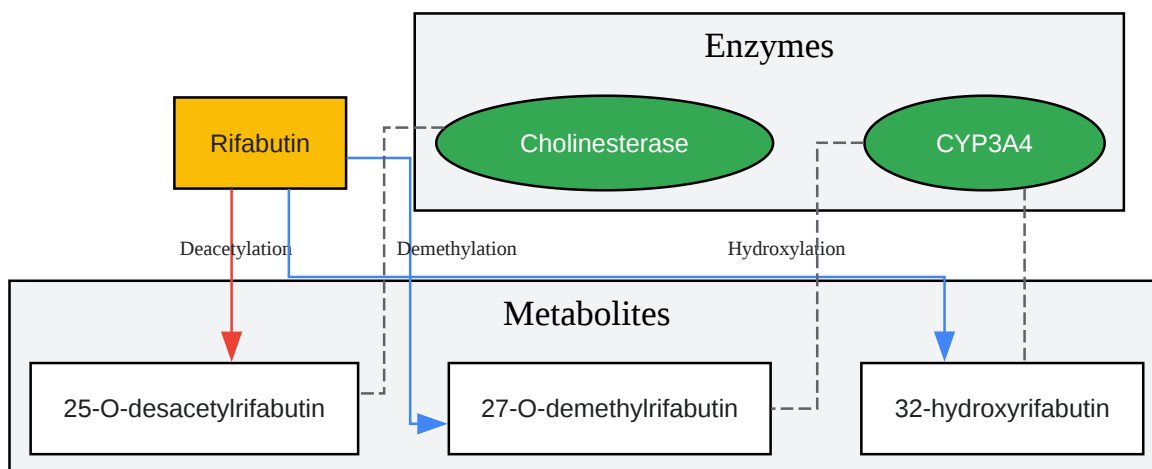 Enzymes
Rifabutin
Cholinesterase
CYP3A4
Deacetylation
Demethylation
Hydroxylation
Metabolites
25-O-desacetylrifabutin
27-O-demethylrifabutin
32-hydroxyrifabutin